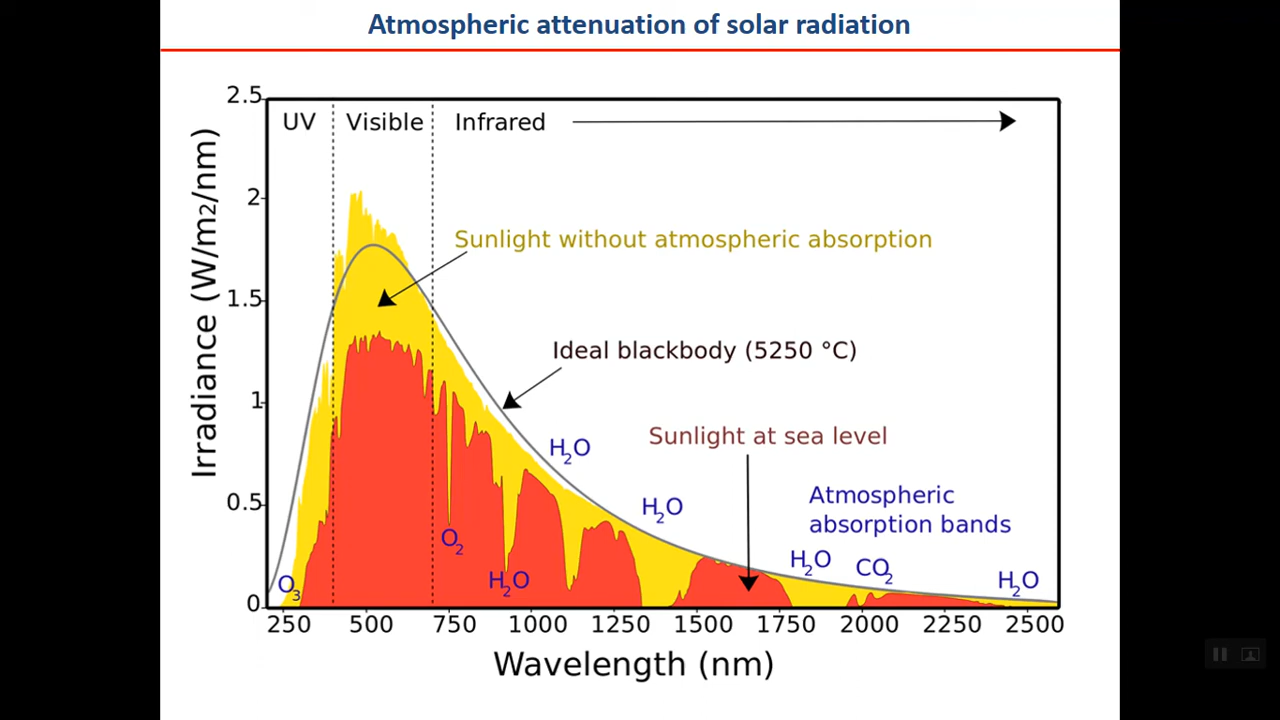 Atmospheric attenuation of solar radiation
2.5
UV
Visible
Infrared
2
Sunlight without atmospheric absorption
1.5
Ideal blackbody (5250 °C)
1
H2O
Sunlight at sea level
0.5
H2O
Atmospheric
absorption bands
O2
H2O
CO2
O3
H2O
H2O
0
250 500 750 1000 1250 1500 1750 2000 2250 2500
Wavelength (nm)
Irradiance (W/m2/nm)